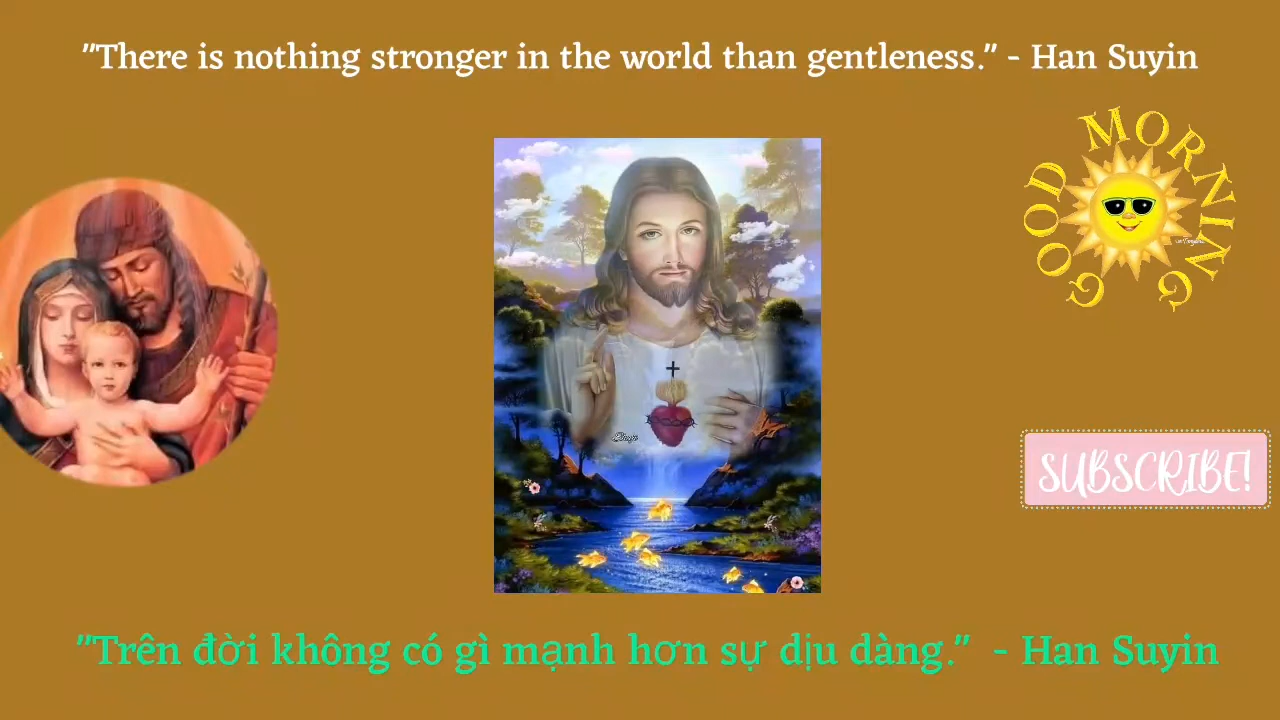 "There is nothing stronger in the world than gentleness." - Han Suyin
GOOD MORNING
SUBSCRIBE!
"Trên đời không có gì mạnh hơn sự dịu dàng." - Han Suyin